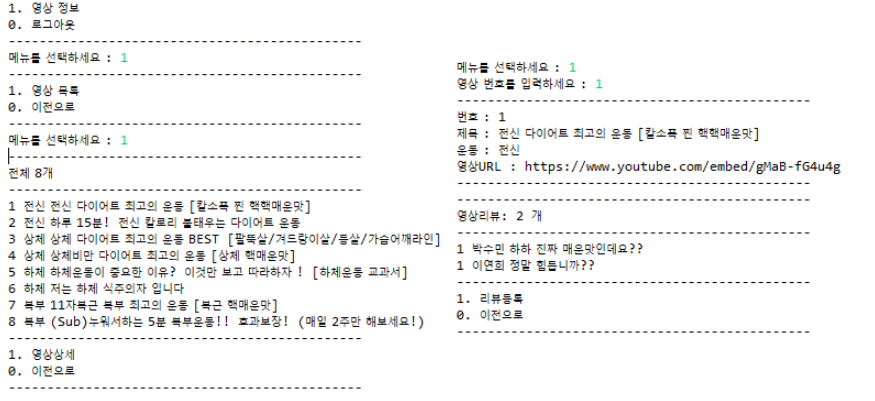 1. 영상 정보
0. 로그아웃
---------------------------------------------
메뉴를 선택하세요 : 1
---------------------------------------------
1. 영상 목록
0. 이전으로
---------------------------------------------
메뉴를 선택하세요 : 1
---------------------------------------------
전체 8개
---------------------------------------------
1 전신 전신 다이어트 최고의 운동 [칼소폭 찐 핵핵매운맛]
2 전신 하루 15분! 전신 칼로리 불태우는 다이어트 운동
3 상체 상체 다이어트 최고의 운동 BEST [팔뚝살/겨드랑이살/등살/가슴어깨라인]
4 상체 상체비만 다이어트 최고의 운동 [상체 핵매운맛]
5 하체 하체운동이 중요한 이유? 이것만 보고 따라하자 ! [하체운동 교과서]
6 하체 저는 하체 식주의자 입니다
7 복부 11자복근 복부 최고의 운동 [복근 핵매운맛]
8 복부 (Sub)누워서하는 5분 복부운동!! 효과보장! (매일 2주만 해보세요!)
---------------------------------------------
1. 영상상세
0. 이전으로
---------------------------------------------
메뉴를 선택하세요 : 1
영상 번호를 입력하세요 : 1
---------------------------------------------
번호 : 1
제목 : 전신 다이어트 최고의 운동 [칼소폭 찐 핵핵매운맛]
운동 : 전신
영상URL : https://www.youtube.com/embed/gMaB-fG4u4g
---------------------------------------------
---------------------------------------------
영상리뷰: 2 개
---------------------------------------------
1 박수민 하하 진짜 매운맛인데요??
1 이연희 정말 힘듭니까??
---------------------------------------------
1. 리뷰등록
0. 이전으로
---------------------------------------------